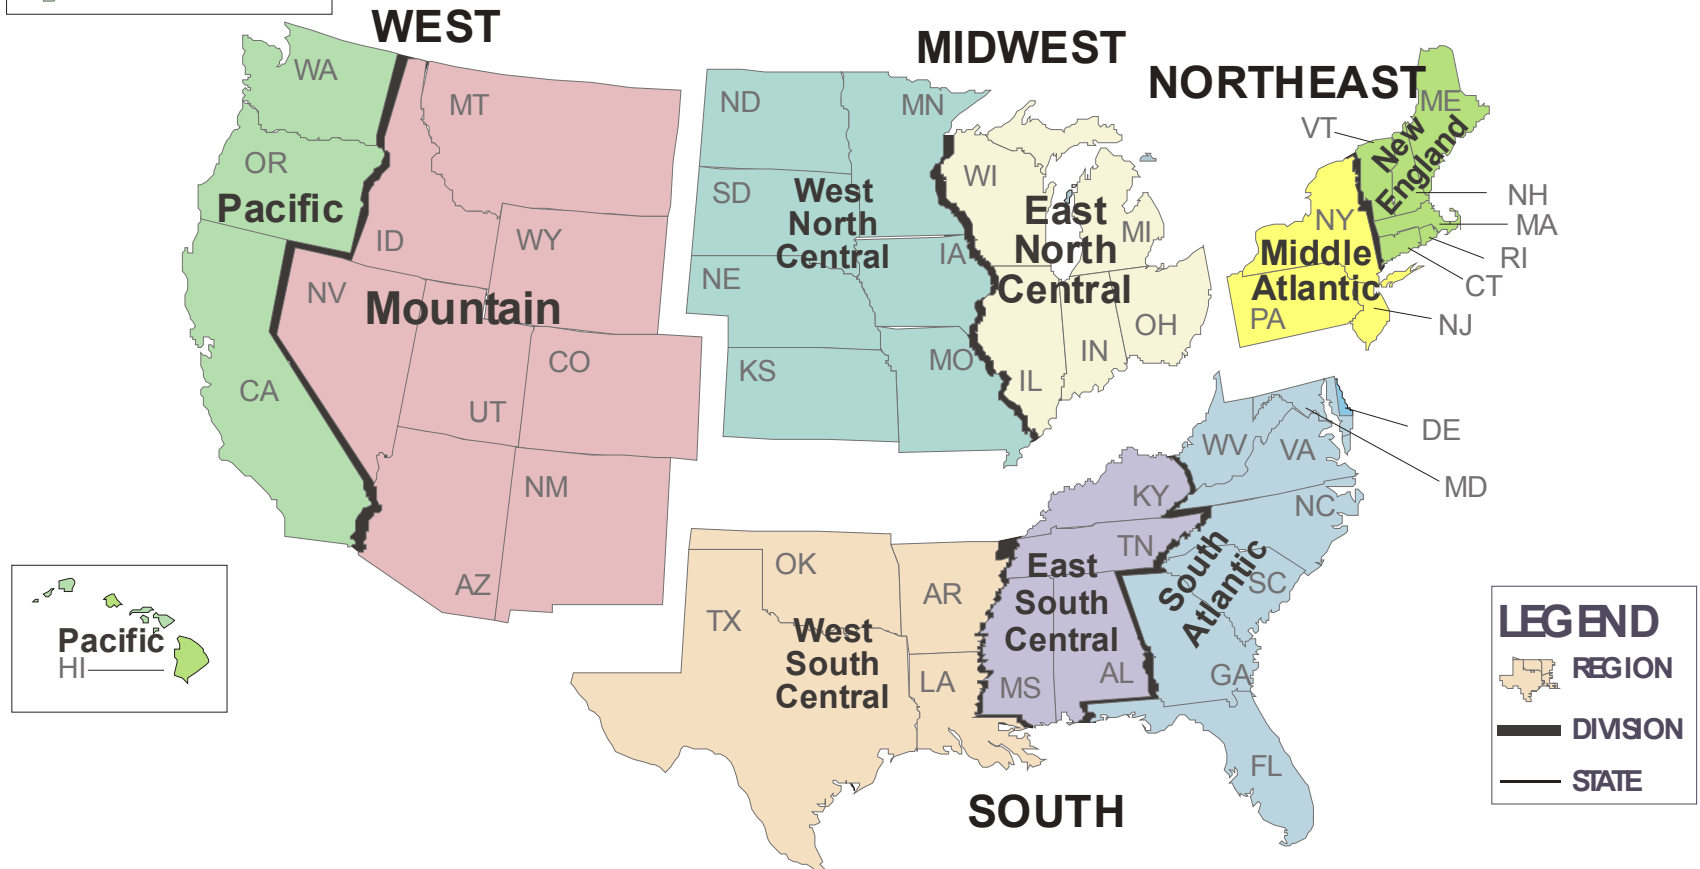 WEST
MIDWEST
NORTHEAST
WA
MT
OR
Pacific
ID
WY
NV
Mountain
CA
UT
CO
AZ
NM
ND
MN
SD
West
North
Central
NE
IA
KS
MO
WI
East
North
Central
MI
IL
IN
OH
ME
VT
New
England
NH
MA
RI
CT
NY
Middle
Atlantic
PA
NJ
DE
MD
WV
VA
KY
NC
TN
SC
South
Atlantic
GA
FL
East
South
Central
MS
AL
OK
AR
TX
West
South
Central
LA
SOUTH
Pacific
HI
LEGEND
REGION
DIVISION
STATE